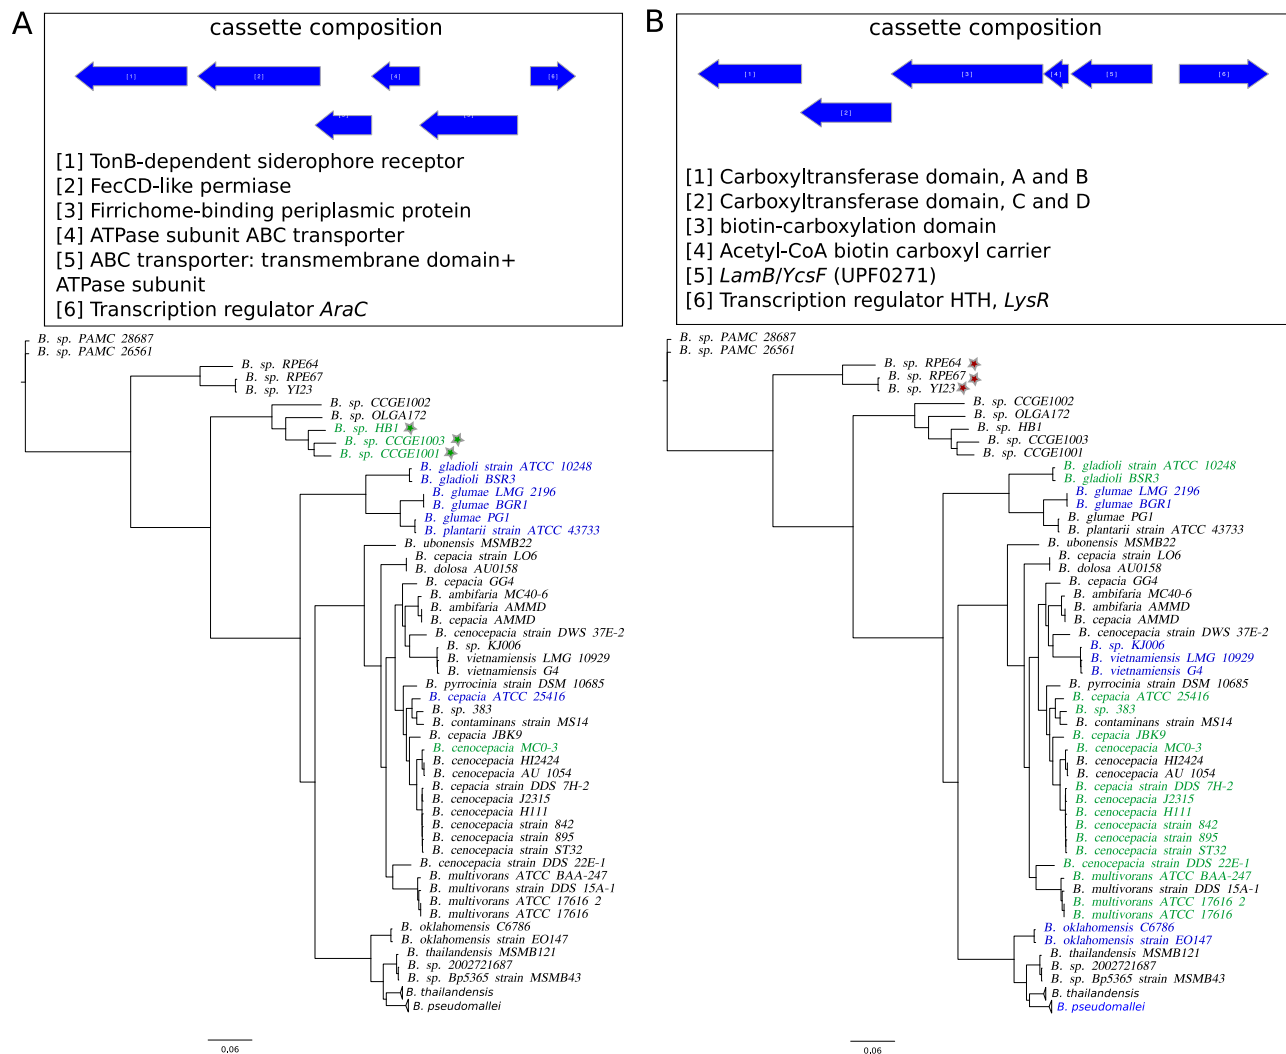 A
cassette composition
[1]
[2]
[4]
[6]
[1] TonB-dependent siderophore receptor
[2] FecCD-like permiase
[3] Firrichome-binding periplasmic protein
[4] ATPase subunit ABC transporter
[5] ABC transporter: transmembrane domain+
ATPase subunit
[6] Transcription regulator AraC
B. sp. PAMC 28687
B. sp. PAMC 26561
B. sp. RPE64
B. sp. RPE67
B. sp. YI23
B. sp. CCGE1002
B. sp. OLGA172
B. sp. HB1
B. sp. CCGE1003
B. sp. CCGE1001
B. gladioli strain ATCC 10248
B. gladioli BSR3
B. glumae LMG 2196
B. glumae BGR1
B. glumae PG1
B. plantarii strain ATCC 43733
B. ubonensis MSMB22
B. cepacia strain LO6
B. dolosa AU0158
B. cepacia GG4
B. ambifaria MC40-6
B. ambifaria AMMD
B. cepacia AMMD
B. cenocepacia strain DWS 37E-2
B. sp. KJ006
B. vietnamiensis LMG 10929
B. vietnamiensis G4
B. pyrrocinia strain DSM 10685
B. cepacia ATCC 25416
B. sp. 383
B. contaminans strain MS14
B. cepacia JBK9
B. cenocepacia MC0-3
B. cenocepacia HI2424
B. cenocepacia AU 1054
B. cepacia strain DDS 7H-2
B. cenocepacia J2315
B. cenocepacia H111
B. cenocepacia strain 842
B. cenocepacia strain 895
B. cenocepacia strain ST32
B. cenocepacia strain DDS 22E-1
B. multivorans ATCC BAA-247
B. multivorans strain DDS 15A-1
B. multivorans ATCC 17616 2
B. multivorans ATCC 17616
B. oklahomensis C6786
B. oklahomensis strain EO147
B. thailandensis MSMB121
B. sp. 2002721687
B. sp. Bp5365 strain MSMB43
B. thailandensis
B. pseudomallei
0,06
B
cassette composition
[1]
[2]
[3]
[4]
[5]
[6]
[1] Carboxyltransferase domain, A and B
[2] Carboxyltransferase domain, C and D
[3] biotin-carboxylation domain
[4] Acetyl-CoA biotin carboxyl carrier
[5] LamB/YcsF (UPF0271)
[6] Transcription regulator HTH, LysR
B. sp. PAMC 28687
B. sp. PAMC 26561
B. sp. RPE64
B. sp. RPE67
B. sp. YI23
B. sp. CCGE1002
B. sp. OLGA172
B. sp. HB1
B. sp. CCGE1003
B. sp. CCGE1001
B. gladioli strain ATCC 10248
B. gladioli BSR3
B. glumae LMG 2196
B. glumae BGR1
B. glumae PG1
B. plantarii strain ATCC 43733
B. ubonensis MSMB22
B. cepacia strain LO6
B. dolosa AU0158
B. cepacia GG4
B. ambifaria MC40-6
B. ambifaria AMMD
B. cepacia AMMD
B. cenocepacia strain DWS 37E-2
B. sp. KJ006
B. vietnamiensis LMG 10929
B. vietnamiensis G4
B. pyrrocinia strain DSM 10685
B. cepacia ATCC 25416
B. sp. 383
B. contaminans strain MS14
B. cepacia JBK9
B. cenocepacia MC0-3
B. cenocepacia HI2424
B. cenocepacia AU 1054
B. cepacia strain DDS 7H-2
B. cenocepacia J2315
B. cenocepacia H111
B. cenocepacia strain 842
B. cenocepacia strain 895
B. cenocepacia strain ST32
B. cenocepacia strain DDS 22E-1
B. multivorans ATCC BAA-247
B. multivorans strain DDS 15A-1
B. multivorans ATCC 17616 2
B. multivorans ATCC 17616
B. oklahomensis C6786
B. oklahomensis strain EO147
B. thailandensis MSMB121
B. sp. 2002721687
B. sp. Bp5365 strain MSMB43
B. thailandensis
B. pseudomallei
0,06